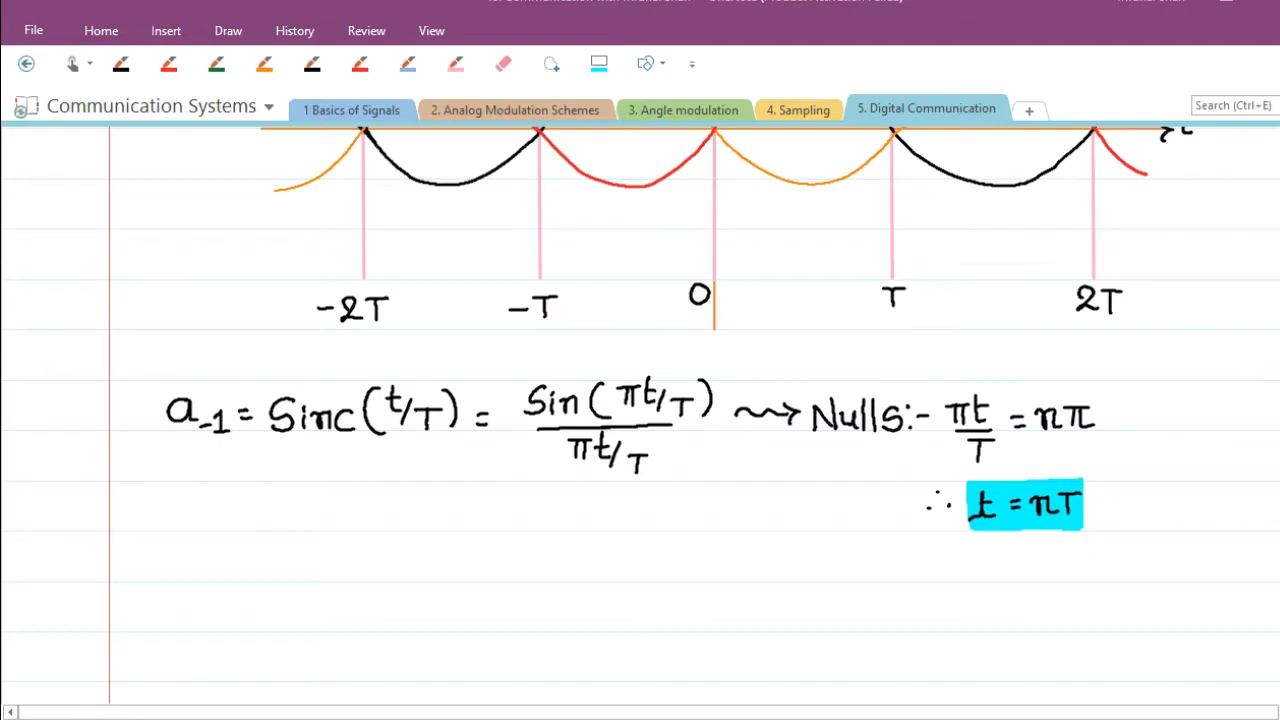 File Home Insert Draw History Review View
Communication Systems 1 Basics of Signals 2. Analog Modulation Schemes 3. Angle modulation 4. Sampling 5. Digital Communication Search (Ctrl+E)
-2T -T 0 T 2T
a₋₁ = Sinc(t/T) = Sin(πt/T) / πt/T ⇝ Nulls:- πt/T = nπ
∴ t = nT